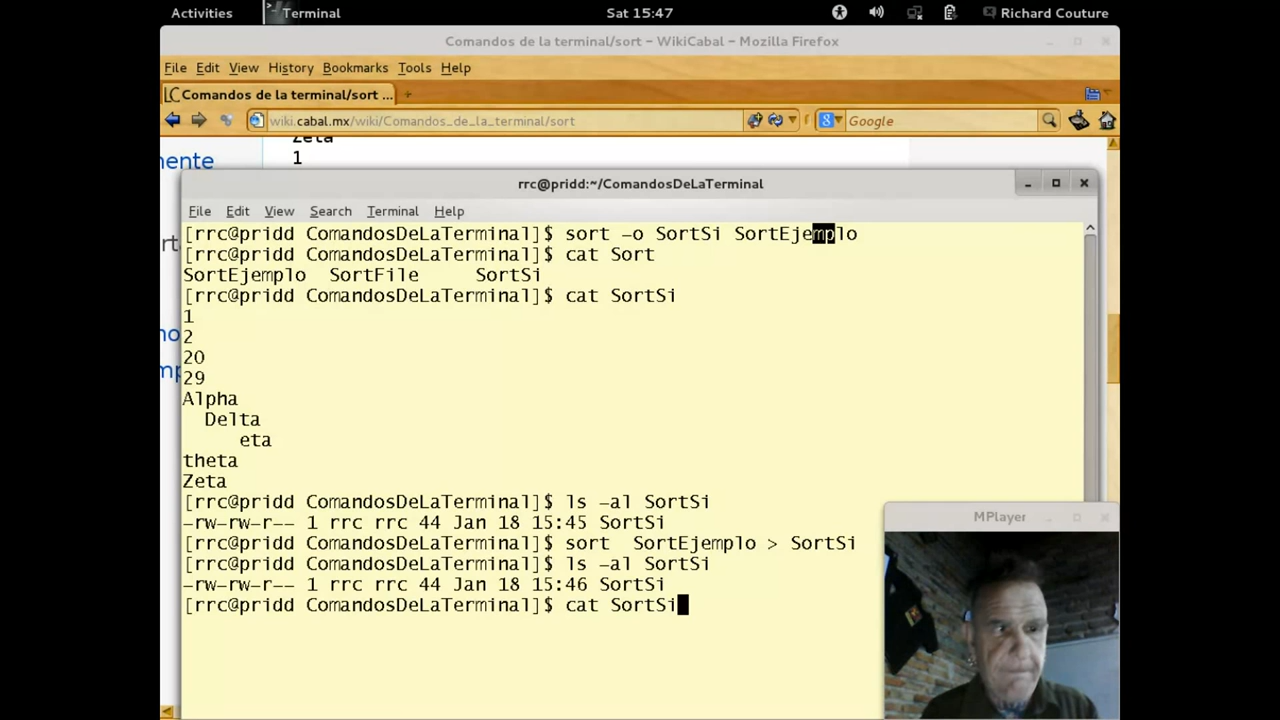 Activities Terminal Sat 15:47 Richard Couture
Comandos de la terminal/sort – WikiCabal – Mozilla Firefox
File Edit View History Bookmarks Tools Help
Comandos de la terminal/sort ...
wiki.cabal.mx/wiki/Comandos_de_la_terminal/sort Google
Zeta
mente 1
rrc@pridd:~/ComandosDeLaTerminal
File Edit View Search Terminal Help
[rrc@pridd ComandosDeLaTerminal]$ sort –o SortSi SortEjemplo
[rrc@pridd ComandosDeLaTerminal]$ cat Sort
SortEjemplo SortFile SortSi
[rrc@pridd ComandosDeLaTerminal]$ cat SortSi
1
2
20
29
Alpha
Delta
eta
theta
Zeta
[rrc@pridd ComandosDeLaTerminal]$ ls –al SortSi
–rw–rw–r–– 1 rrc rrc 44 Jan 18 15:45 SortSi
[rrc@pridd ComandosDeLaTerminal]$ sort SortEjemplo > SortSi
[rrc@pridd ComandosDeLaTerminal]$ ls –al SortSi
–rw–rw–r–– 1 rrc rrc 44 Jan 18 15:46 SortSi
[rrc@pridd ComandosDeLaTerminal]$ cat SortSi
MPlayer